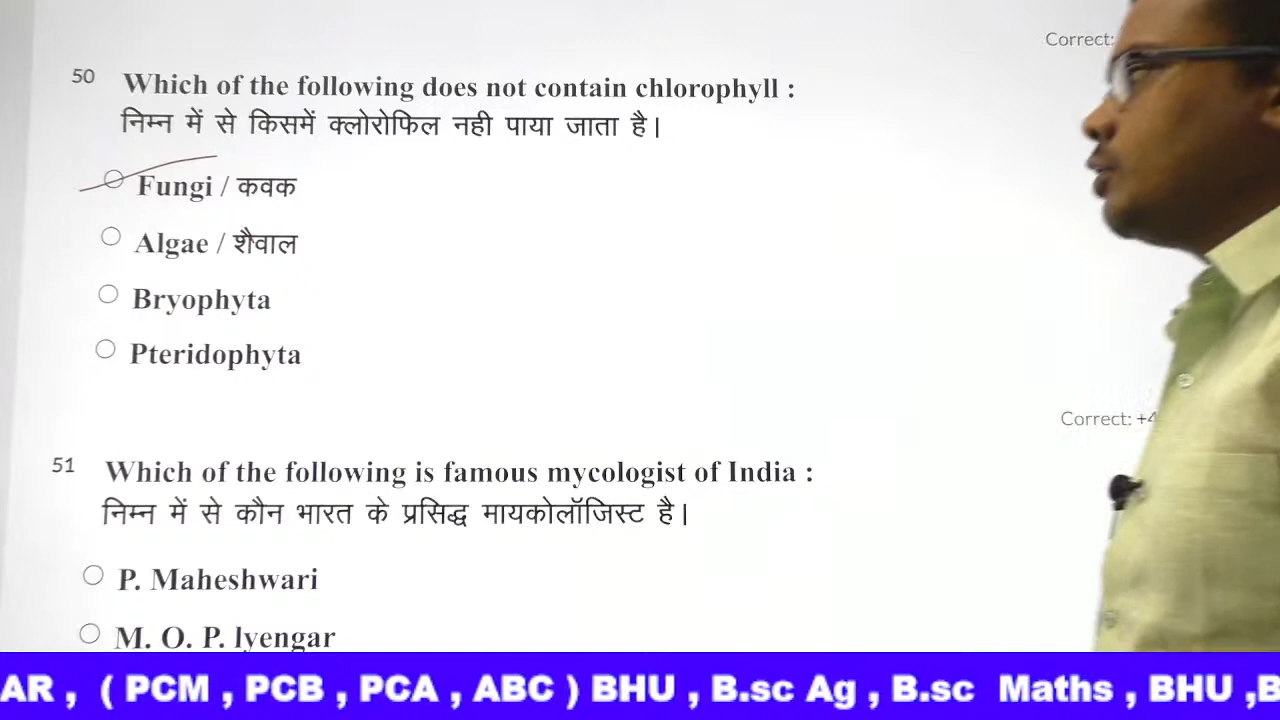 Correct:
50 Which of the following does not contain chlorophyll :
निम्न में से किसमें क्लोरोफिल नही पाया जाता है।
Fungi / कवक
Algae / शैवाल
Bryophyta
Pteridophyta
Correct: +4
51 Which of the following is famous mycologist of India :
निम्न में से कौन भारत के प्रसिद्ध मायकोलॉजिस्ट है।
P. Maheshwari
M. O. P. lyengar
AR , ( PCM , PCB , PCA , ABC ) BHU , B.sc Ag , B.sc Maths , BHU ,B